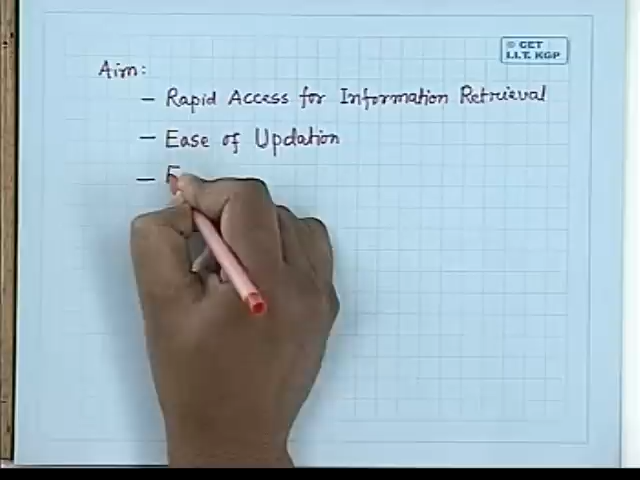 © CET
I.I.T. KGP
Aim:
— Rapid Access for Information Retrieval
— Ease of Updation
—